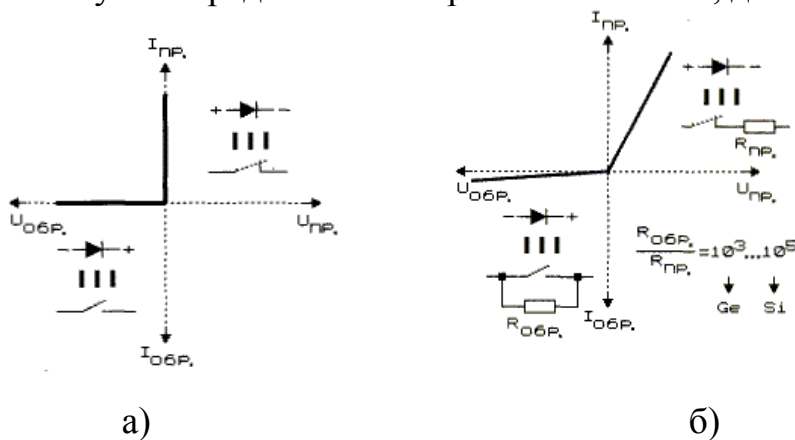 I пр. I пр.
+ - + -
R пр.
U обр. U пр. U обр. U пр.
- + - +
R обр. / R пр. = 10³...10⁵
Ge Si
R обр.
I обр. I обр.
а) б)